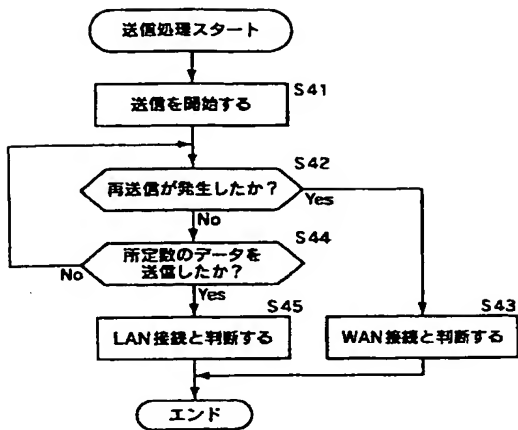 送信処理スタート
S41
送信を開始する
S42
再送信が発生したか?
Yes
No
S44
所定数のデータを
送信したか?
No
Yes
S45
LAN接続と判断する
S43
WAN接続と判断する
エンド